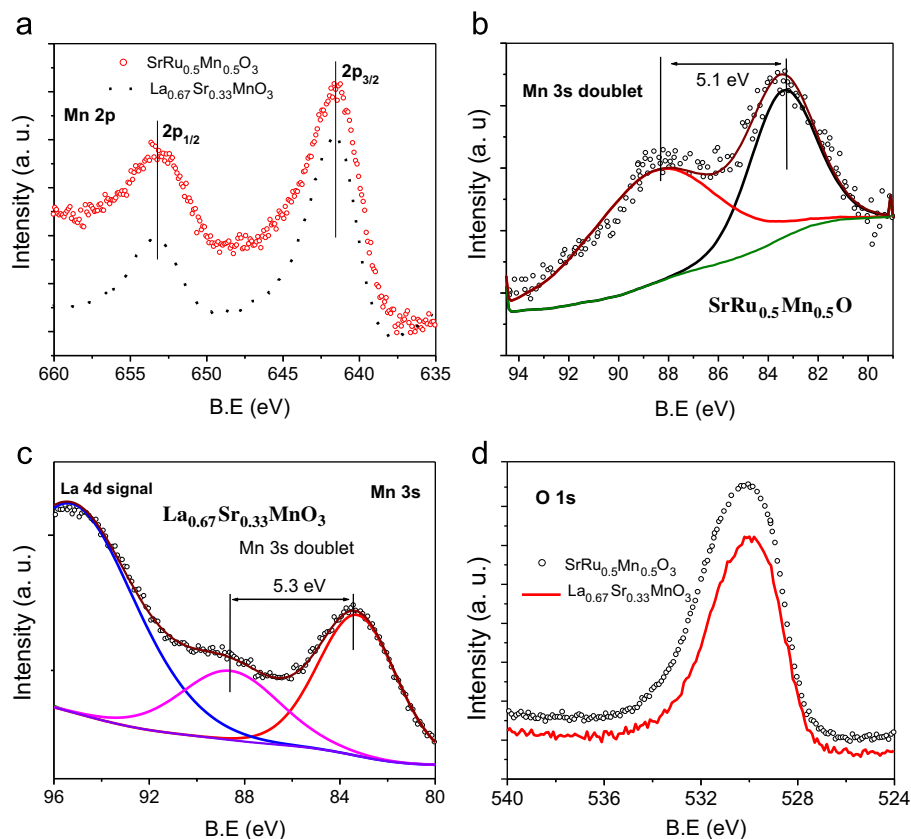 a
SrRu0.5Mn0.5O3
La0.67Sr0.33MnO3
Mn 2p
2p1/2
2p3/2
Intensity (a. u.)
660 655 650 645 640 635
B.E (eV)
b
Mn 3s doublet
5.1 eV
SrRu0.5Mn0.5O
Intensity (a. u)
94 92 90 88 86 84 82 80
B.E (eV)
c
La 4d signal
Mn 3s
La0.67Sr0.33MnO3
Mn 3s doublet
5.3 eV
Intensity (a. u.)
96 92 88 84 80
B.E (eV)
d
O 1s
SrRu0.5Mn0.5O3
La0.67Sr0.33MnO3
Intensity (a. u.)
540 536 532 528 524
B.E (eV)